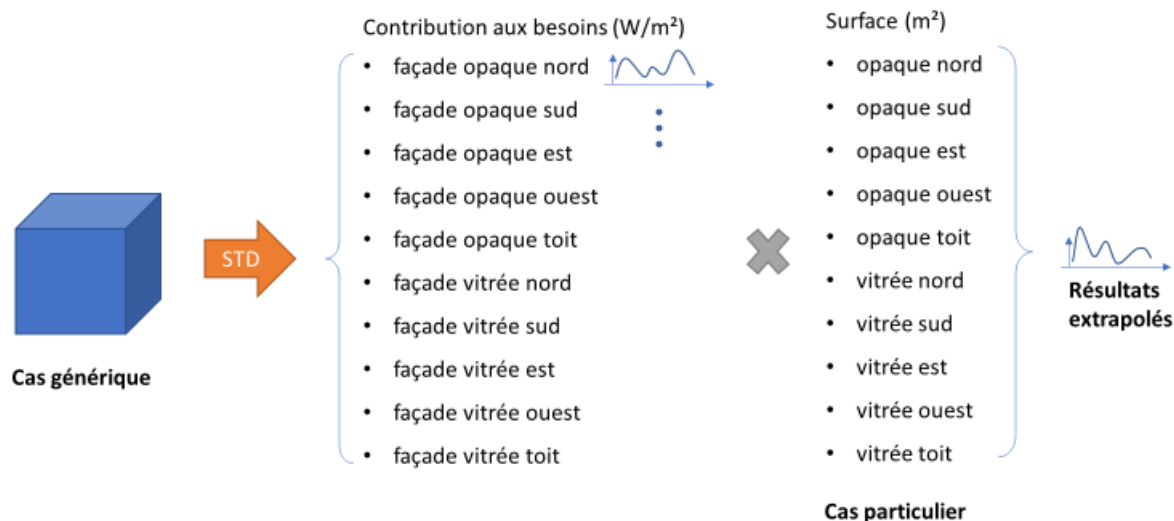 Contribution aux besoins (W/m²)
• façade opaque nord
• façade opaque sud
• façade opaque est
• façade opaque ouest
• façade opaque toit
• façade vitrée nord
• façade vitrée sud
• façade vitrée est
• façade vitrée ouest
• façade vitrée toit
Surface (m²)
• opaque nord
• opaque sud
• opaque est
• opaque ouest
• opaque toit
• vitrée nord
• vitrée sud
• vitrée est
• vitrée ouest
• vitrée toit
STD
Cas générique
Résultats
extrapolés
Cas particulier